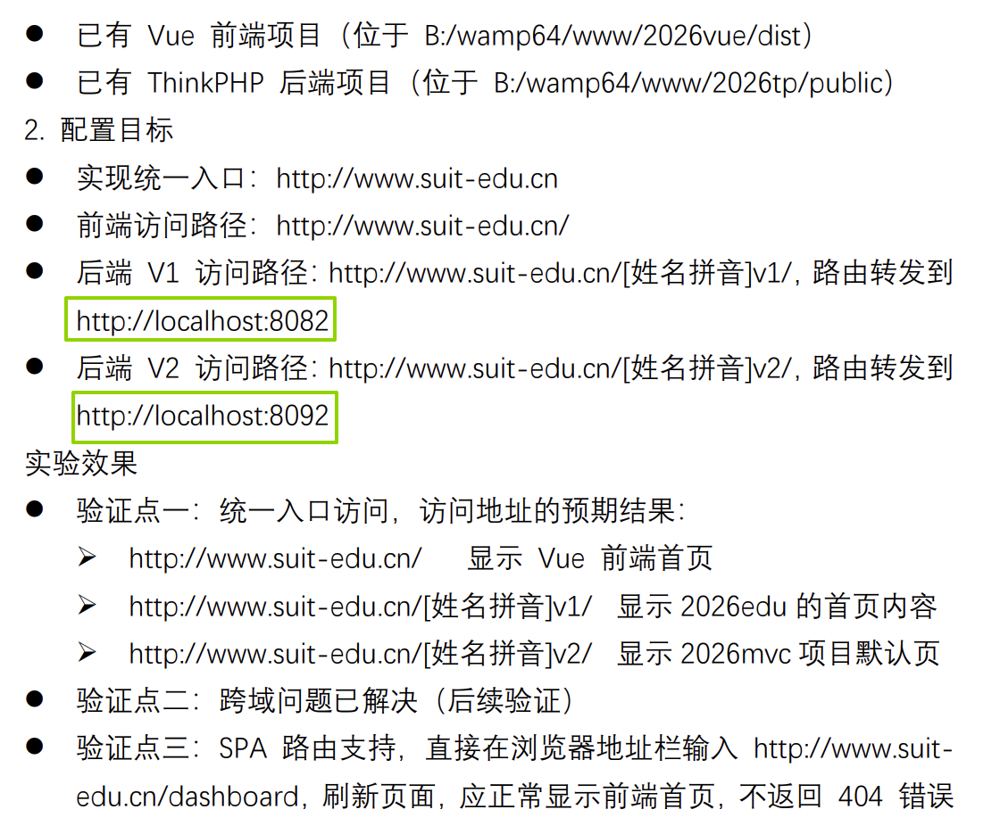 ● 已有 Vue 前端项目（位于 B:/wamp64/www/2026vue/dist）
● 已有 ThinkPHP 后端项目（位于 B:/wamp64/www/2026tp/public）
2. 配置目标
● 实现统一入口：http://www.suit-edu.cn
● 前端访问路径：http://www.suit-edu.cn/
● 后端 V1 访问路径：http://www.suit-edu.cn/[姓名拼音]v1/，路由转发到
http://localhost:8082
● 后端 V2 访问路径：http://www.suit-edu.cn/[姓名拼音]v2/，路由转发到
http://localhost:8092
实验效果
● 验证点一：统一入口访问，访问地址的预期结果：
➢ http://www.suit-edu.cn/ 显示 Vue 前端首页
➢ http://www.suit-edu.cn/[姓名拼音]v1/ 显示 2026edu 的首页内容
➢ http://www.suit-edu.cn/[姓名拼音]v2/ 显示 2026mvc 项目默认页
● 验证点二：跨域问题已解决（后续验证）
● 验证点三：SPA 路由支持，直接在浏览器地址栏输入 http://www.suit-
edu.cn/dashboard，刷新页面，应正常显示前端首页，不返回 404 错误